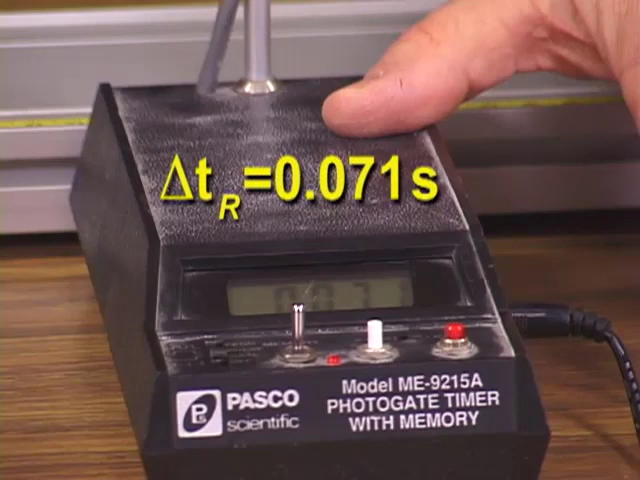 Δt_R=0.071s
PASCO
scientific
Model ME-9215A
PHOTOGATE TIMER
WITH MEMORY